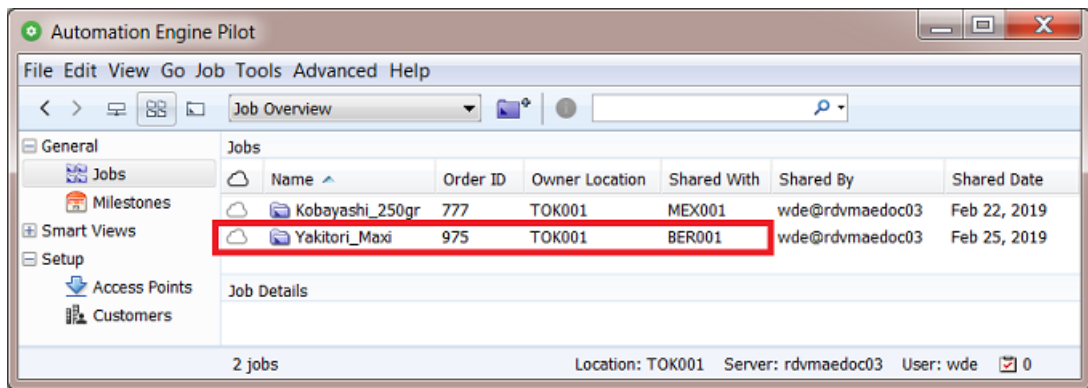 Automation Engine Pilot
File Edit View Go Job Tools Advanced Help
Job Overview
General
Jobs
Milestones
Smart Views
Setup
Access Points
Customers
Jobs
Name Order ID Owner Location Shared With Shared By Shared Date
Kobayashi_250gr 777 TOK001 MEX001 wde@rdvmaedoc03 Feb 22, 2019
Yakitori_Maxi 975 TOK001 BER001 wde@rdvmaedoc03 Feb 25, 2019
Job Details
2 jobs Location: TOK001 Server: rdvmaedoc03 User: wde 0